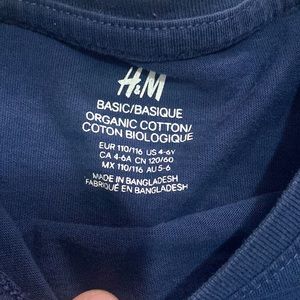 H&M
BASIC/BASIQUE
ORGANIC COTTON/
COTON BIOLOGIQUE
EUR 110/116 US 4-6Y
CA 4-6A CN 120/60
MX 110/116 AU 5-6
MADE IN BANGLADESH
FABRIQUÉ EN BANGLADESH